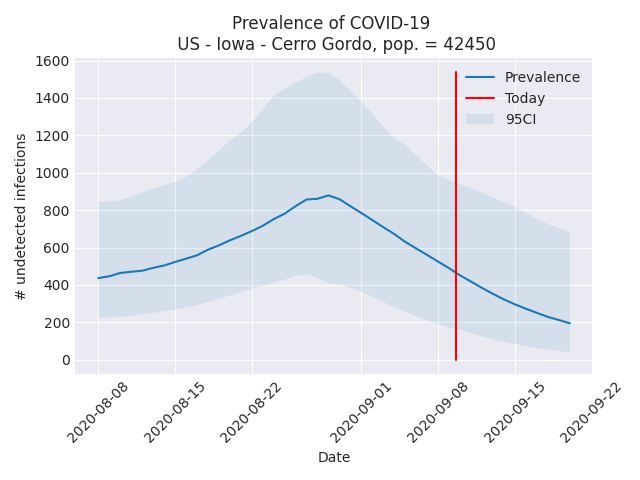 Prevalence of COVID-19
US - Iowa - Cerro Gordo, pop. = 42450
1600
1400
1200
1000
800
600
400
200
0
# undetected infections
Prevalence
Today
95CI
2020-08-08
2020-08-15
2020-08-22
2020-09-01
2020-09-08
2020-09-15
2020-09-22
Date